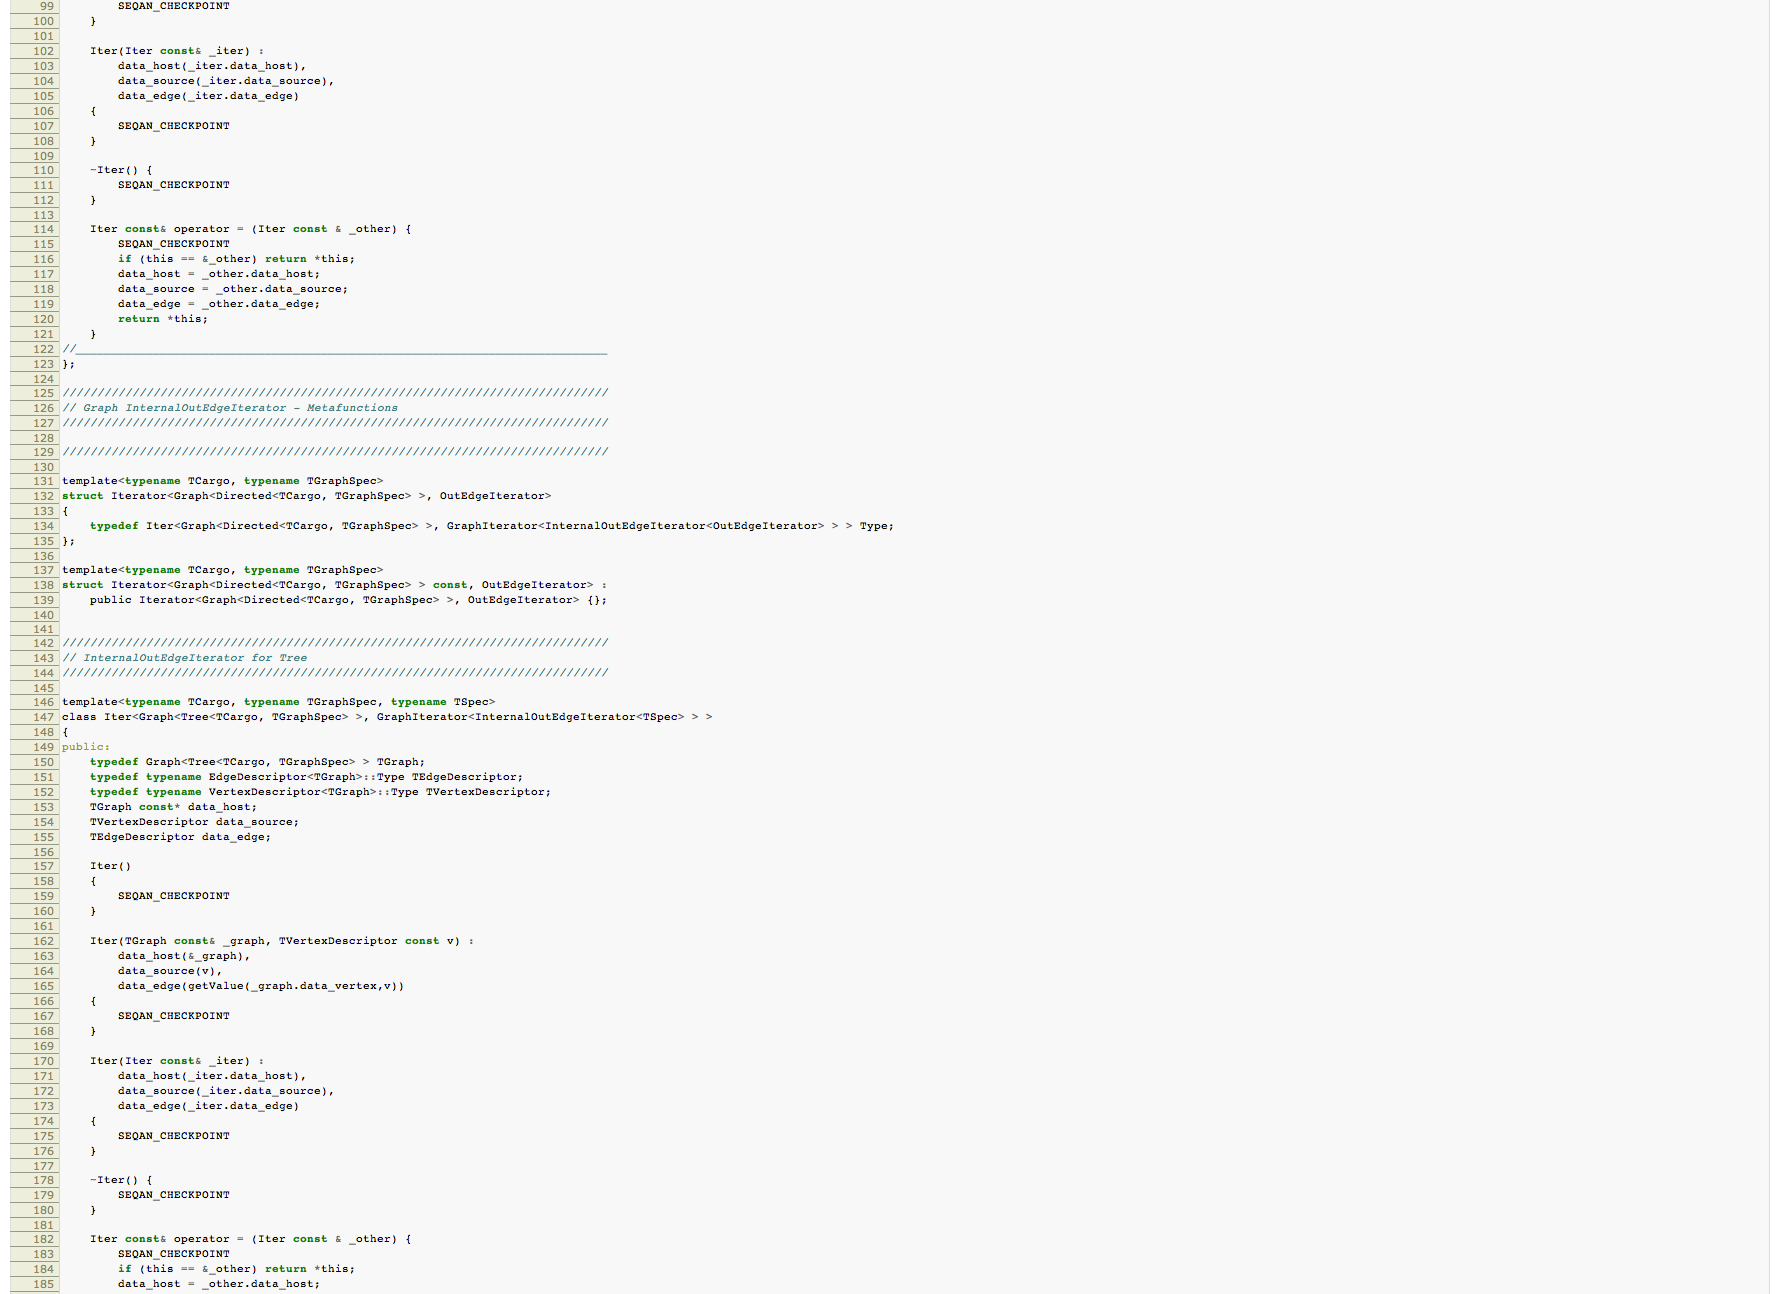 99 SEQAN_CHECKPOINT
100 }
101
102 Iter(Iter const& _iter) :
103 data_host(_iter.data_host),
104 data_source(_iter.data_source),
105 data_edge(_iter.data_edge)
106 {
107 SEQAN_CHECKPOINT
108 }
109
110 ~Iter() {
111 SEQAN_CHECKPOINT
112 }
113
114 Iter const& operator = (Iter const & _other) {
115 SEQAN_CHECKPOINT
116 if (this == &_other) return *this;
117 data_host = _other.data_host;
118 data_source = _other.data_source;
119 data_edge = _other.data_edge;
120 return *this;
121 }
122 //____________________________________________________________________________
123 };
124
125 //////////////////////////////////////////////////////////////////////////////
126 // Graph InternalOutEdgeIterator - Metafunctions
127 //////////////////////////////////////////////////////////////////////////////
128
129 //////////////////////////////////////////////////////////////////////////////
130
131 template<typename TCargo, typename TGraphSpec>
132 struct Iterator<Graph<Directed<TCargo, TGraphSpec> >, OutEdgeIterator>
133 {
134 typedef Iter<Graph<Directed<TCargo, TGraphSpec> >, GraphIterator<InternalOutEdgeIterator<OutEdgeIterator> > > Type;
135 };
136
137 template<typename TCargo, typename TGraphSpec>
138 struct Iterator<Graph<Directed<TCargo, TGraphSpec> > const, OutEdgeIterator> :
139 public Iterator<Graph<Directed<TCargo, TGraphSpec> >, OutEdgeIterator> {};
140
141
142 //////////////////////////////////////////////////////////////////////////////
143 // InternalOutEdgeIterator for Tree
144 //////////////////////////////////////////////////////////////////////////////
145
146 template<typename TCargo, typename TGraphSpec, typename TSpec>
147 class Iter<Graph<Tree<TCargo, TGraphSpec> >, GraphIterator<InternalOutEdgeIterator<TSpec> > >
148 {
149 public:
150 typedef Graph<Tree<TCargo, TGraphSpec> > TGraph;
151 typedef typename EdgeDescriptor<TGraph>::Type TEdgeDescriptor;
152 typedef typename VertexDescriptor<TGraph>::Type TVertexDescriptor;
153 TGraph const* data_host;
154 TVertexDescriptor data_source;
155 TEdgeDescriptor data_edge;
156
157 Iter()
158 {
159 SEQAN_CHECKPOINT
160 }
161
162 Iter(TGraph const& _graph, TVertexDescriptor const v) :
163 data_host(&_graph),
164 data_source(v),
165 data_edge(getValue(_graph.data_vertex,v))
166 {
167 SEQAN_CHECKPOINT
168 }
169
170 Iter(Iter const& _iter) :
171 data_host(_iter.data_host),
172 data_source(_iter.data_source),
173 data_edge(_iter.data_edge)
174 {
175 SEQAN_CHECKPOINT
176 }
177
178 ~Iter() {
179 SEQAN_CHECKPOINT
180 }
181
182 Iter const& operator = (Iter const & _other) {
183 SEQAN_CHECKPOINT
184 if (this == &_other) return *this;
185 data_host = _other.data_host;